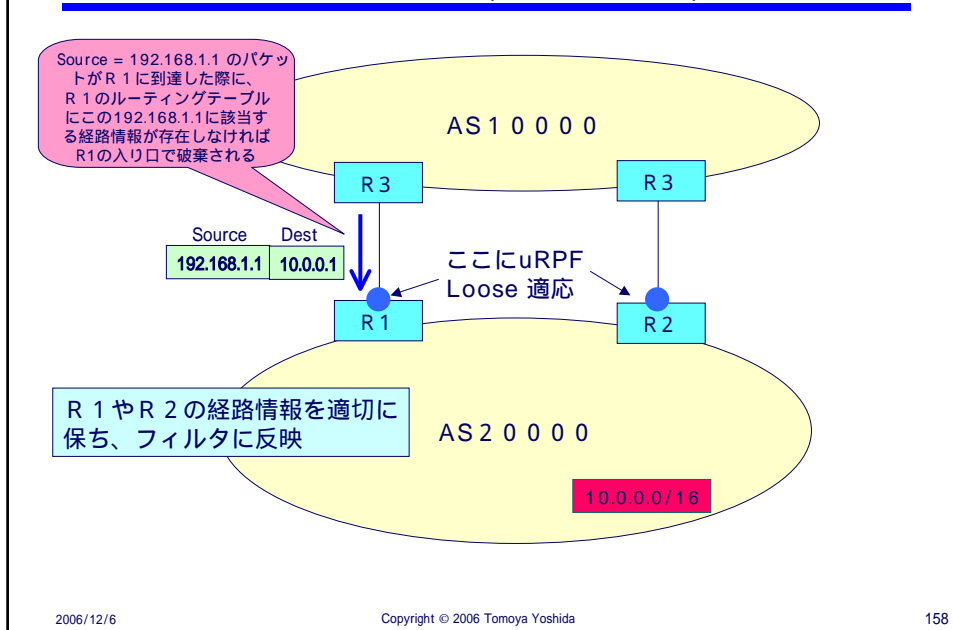 Source = 192.168.1.1 のパケッ
トがR1に到達した際に、
R1のルーティングテーブル
にこの192.168.1.1に該当す
る経路情報が存在しなければ
R1の入り口で破棄される
AS10000
R3
R3
Source Dest
192.168.1.1 10.0.0.1
ここにuRPF
Loose 適応
R1
R2
R1やR2の経路情報を適切に
保ち、フィルタに反映
AS20000
10.0.0.0/16
2006/12/6
Copyright © 2006 Tomoya Yoshida
158